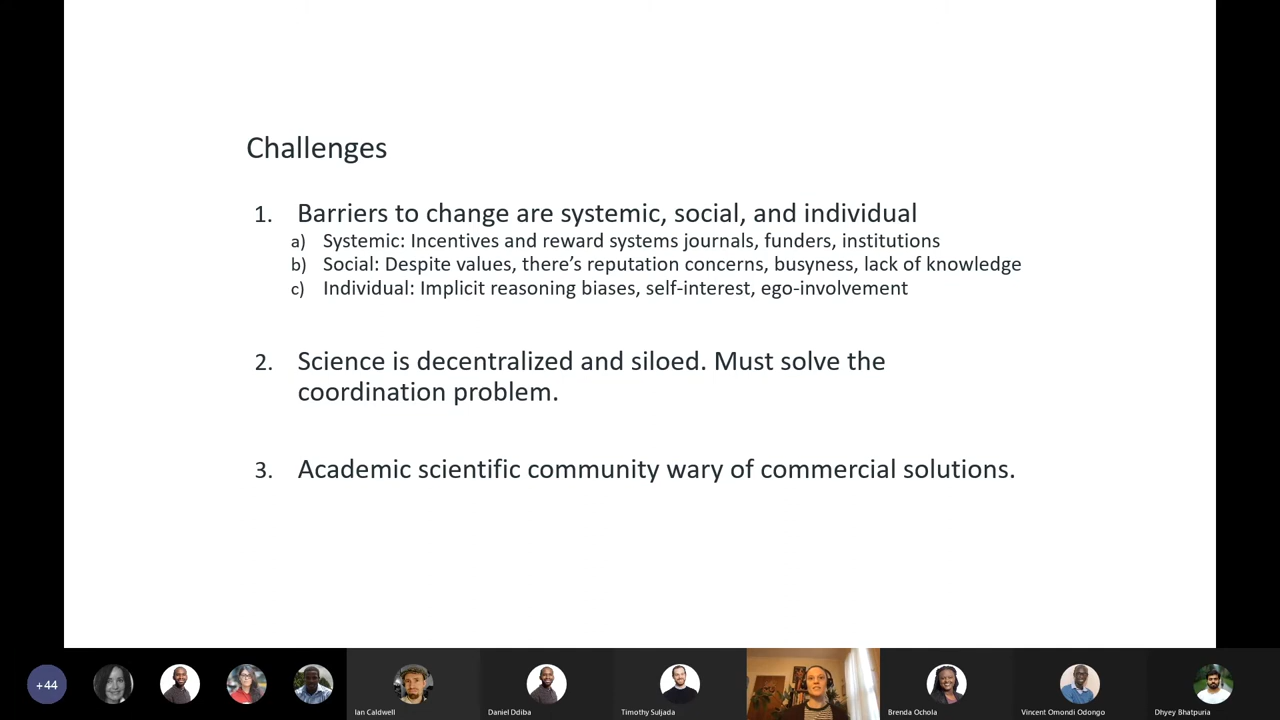 Challenges
1. Barriers to change are systemic, social, and individual
a) Systemic: Incentives and reward systems journals, funders, institutions
b) Social: Despite values, there’s reputation concerns, busyness, lack of knowledge
c) Individual: Implicit reasoning biases, self-interest, ego-involvement
2. Science is decentralized and siloed. Must solve the
coordination problem.
3. Academic scientific community wary of commercial solutions.
+44
Ian Caldwell
Daniel Ddiba
Timothy Suljada
Brenda Ochola
Vincent Omondi Odongo
Dhyey Bhatpuria